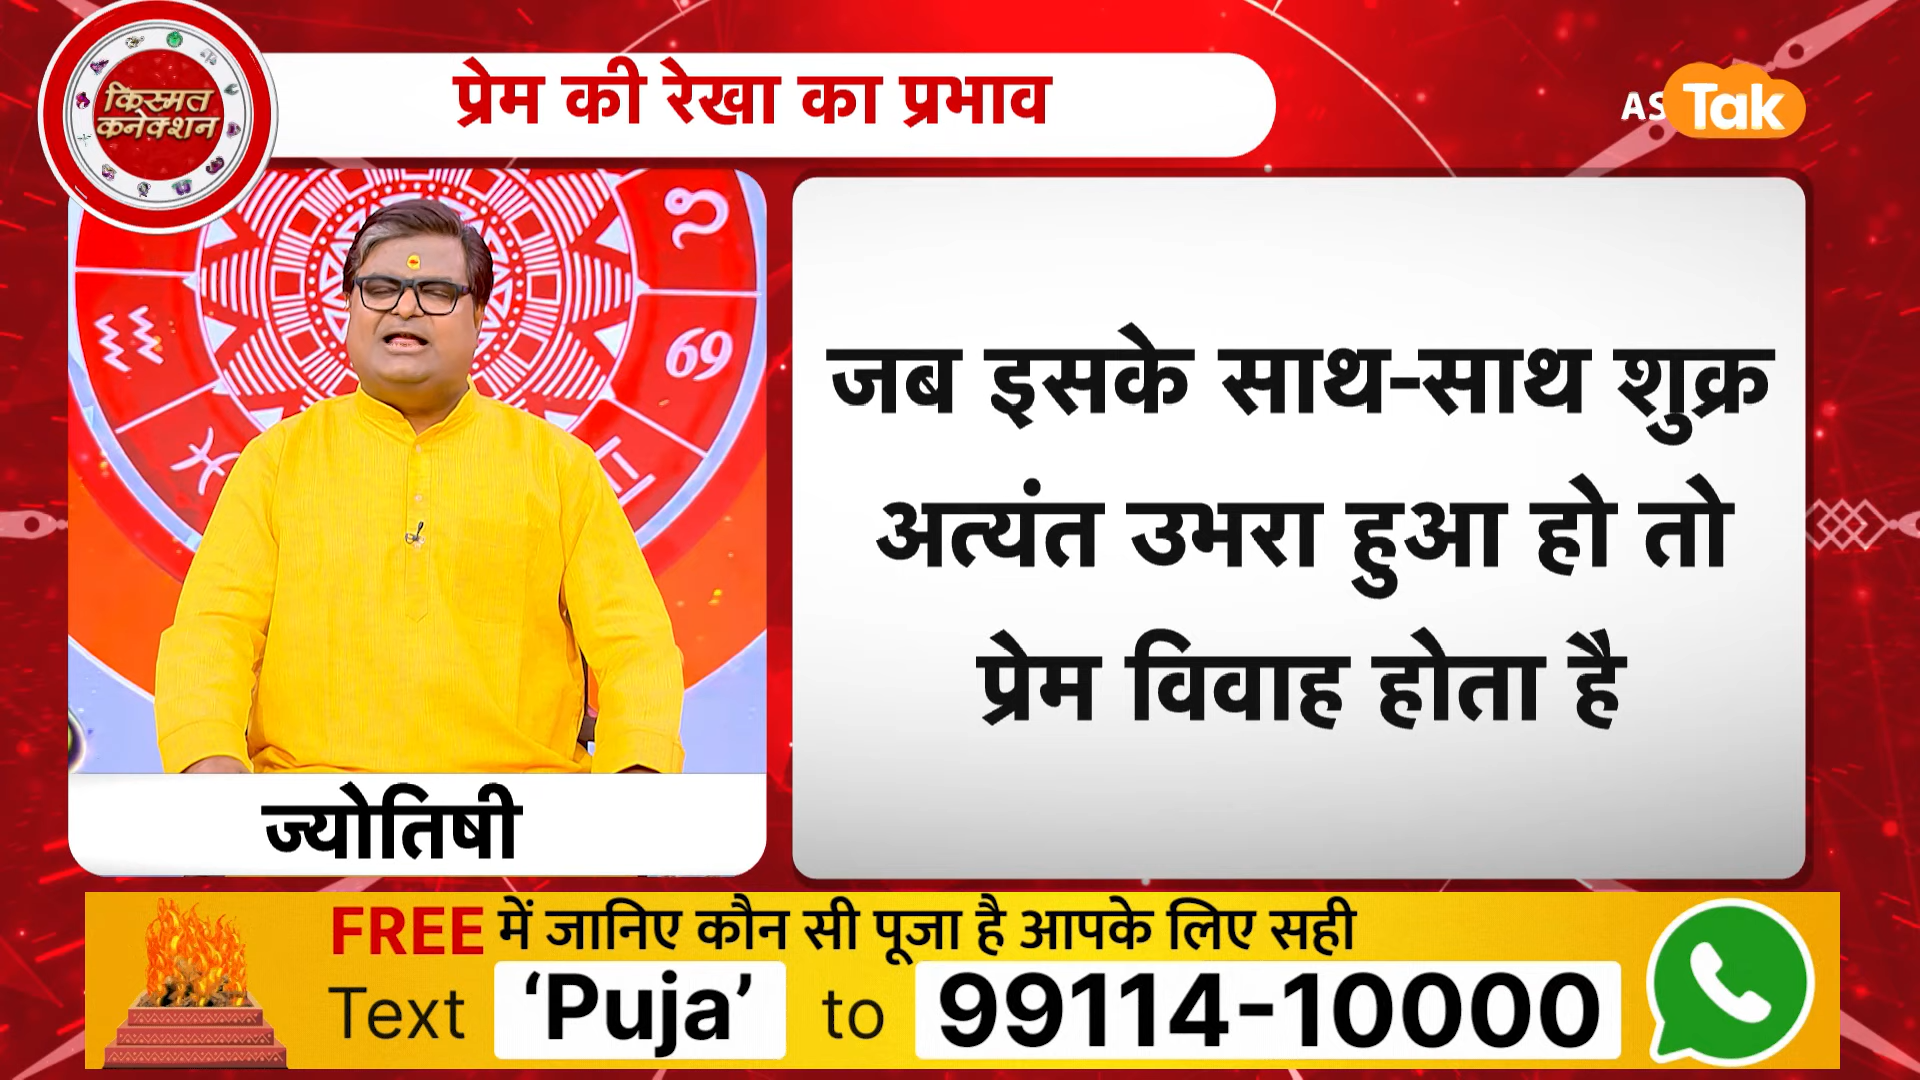 किस्मत
कनेक्शन
प्रेम की रेखा का प्रभाव
AS Tak
जब इसके साथ-साथ शुक्र
अत्यंत उभरा हुआ हो तो
प्रेम विवाह होता है
ज्योतिषी
FREE में जानिए कौन सी पूजा है आपके लिए सही
Text ‘Puja’ to 99114-10000